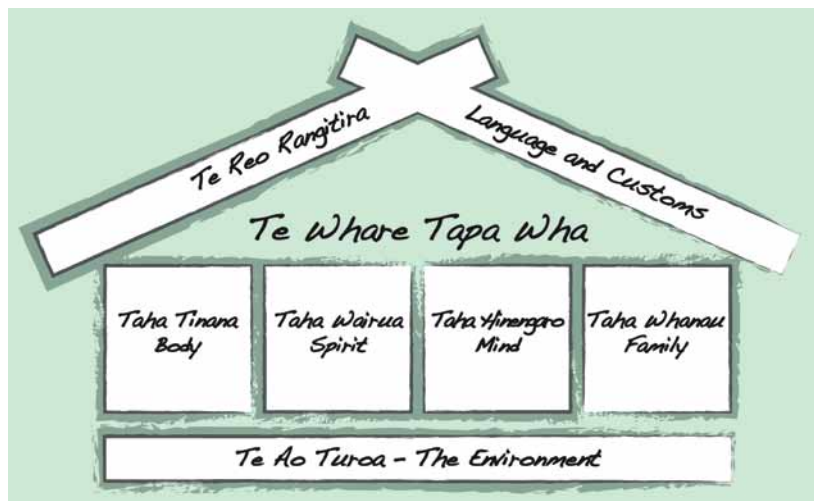 Te Reo Rangitira
Language and Customs
Te Whare Tapa Wha
Taha Tinana
Body
Taha Wairua
Spirit
Taha Hinengaro
Mind
Taha Whanau
Family
Te Ao Turoa - The Environment